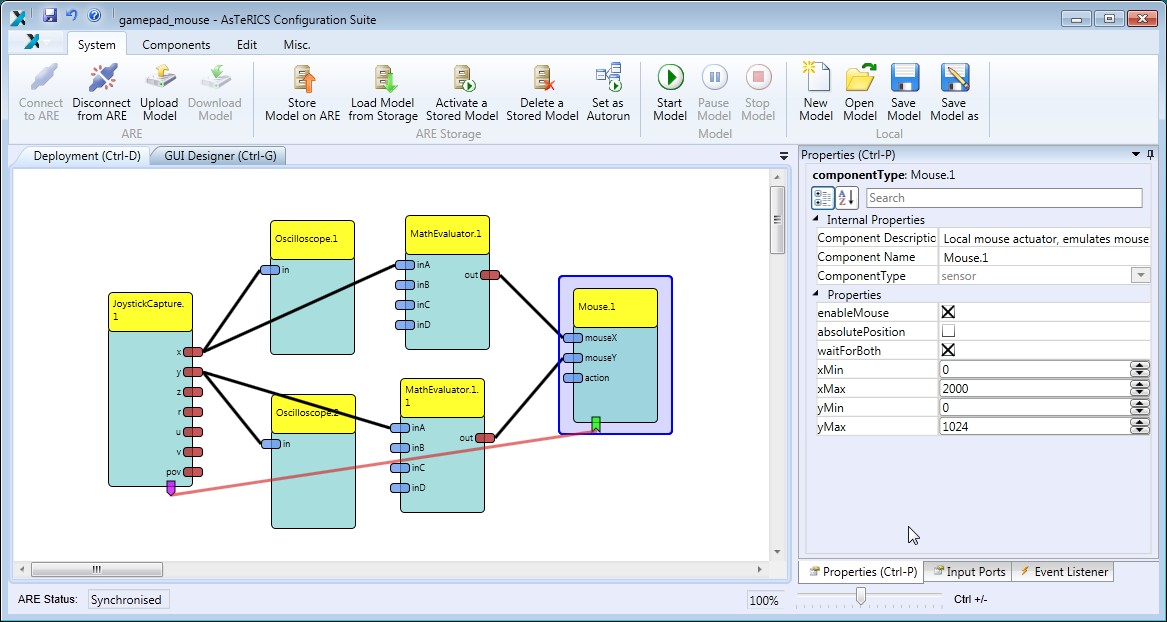 gamepad_mouse - AsTeRICS Configuration Suite
System Components Edit Misc.
Connect to ARE
Disconnect from ARE
Upload Model
Download Model
ARE
Store Model on ARE
Load Model from Storage
Activate a Stored Model
Delete a Stored Model
Set as Autorun
ARE Storage
Start Model
Pause Model
Stop Model
Model
New Model
Open Model
Save Model
Save Model as
Local
Deployment (Ctrl-D)
GUI Designer (Ctrl-G)
JoystickCapture.
1
x
y
z
r
u
v
pov
Oscilloscope.1
in
Oscilloscope.2
in
MathEvaluator.1
inA
out
inB
inC
inD
MathEvaluator.1.
1
inA
out
inB
inC
inD
Mouse.1
mouseX
mouseY
action
Properties (Ctrl-P)
componentType: Mouse.1
Search
Internal Properties
Component Descriptio Local mouse actuator, emulates mouse
Component Name Mouse.1
ComponentType sensor
Properties
enableMouse
absolutePosition
waitForBoth
xMin 0
xMax 2000
yMin 0
yMax 1024
Properties (Ctrl-P) Input Ports Event Listener
ARE Status: Synchronised
100%
Ctrl +/-